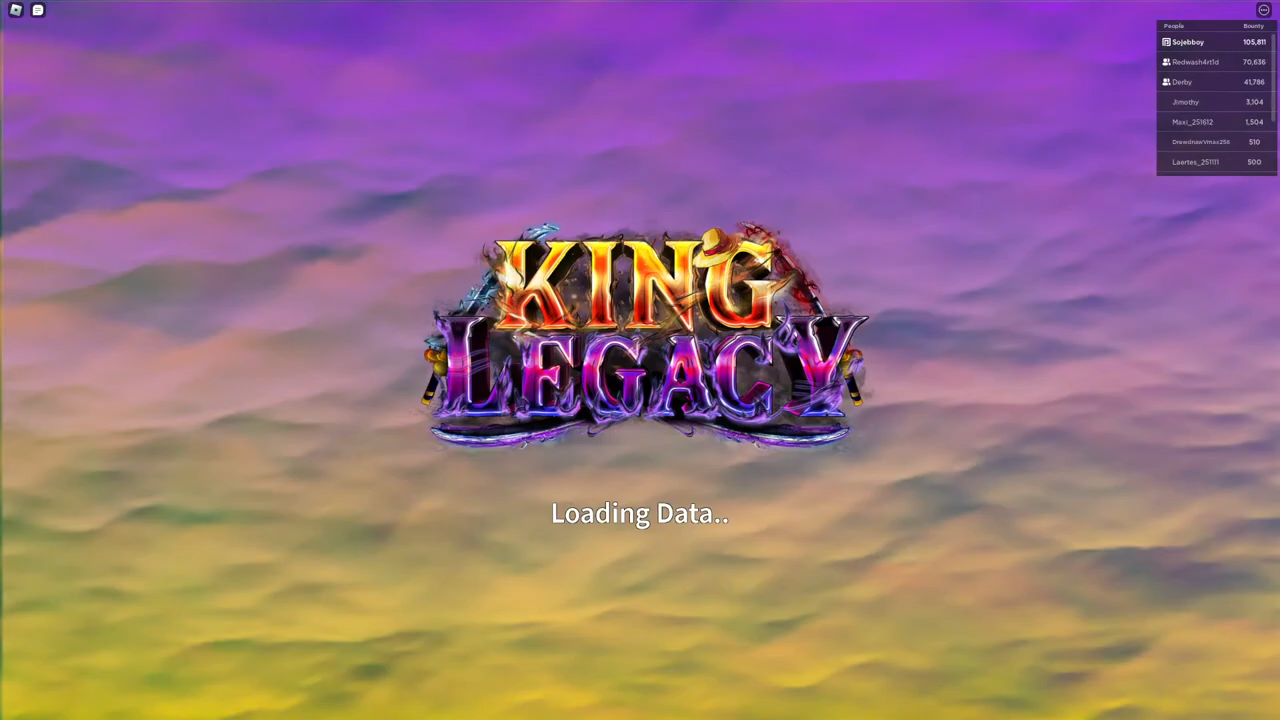 People Bounty
Sojebboy 105,811
Redwash4rt1d 70,636
Derby 41,786
Jimothy 3,104
Maxi_251612 1,504
510
Laertes_251111 500
KING
LEGACY
Loading Data..